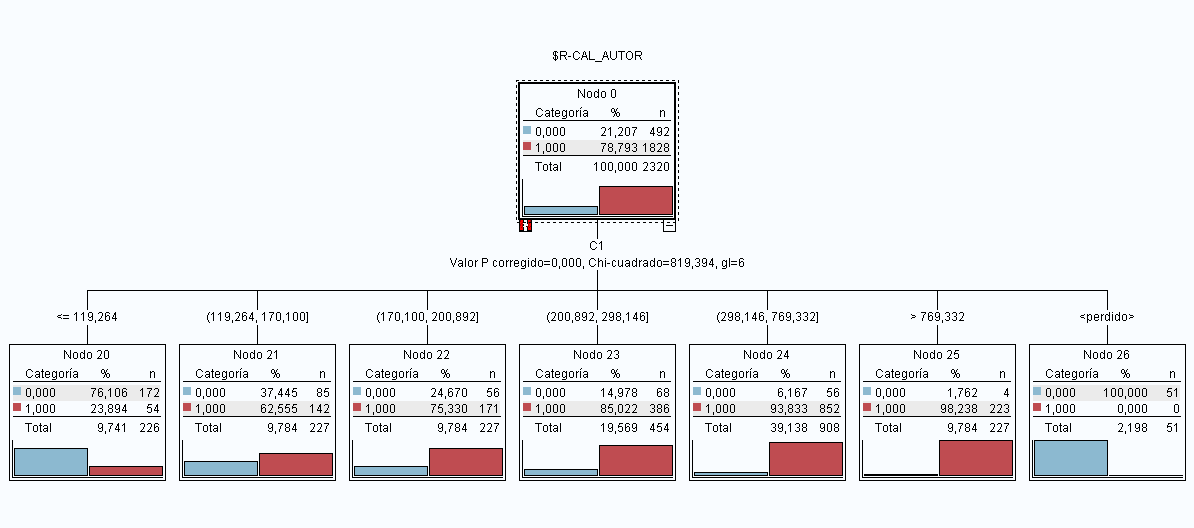 $R-CAL_AUTOR
Nodo 0
Categoría % n
0,000 21,207 492
1,000 78,793 1828
Total 100,000 2320
C1
Valor P corregido=0,000, Chi-cuadrado=819,394, gl=6
<= 119,264
(119,264, 170,100]
(170,100, 200,892]
(200,892, 298,146]
(298,146, 769,332]
> 769,332
<perdido>
Nodo 20
Categoría % n
0,000 76,106 172
1,000 23,894 54
Total 9,741 226
Nodo 21
Categoría % n
0,000 37,445 85
1,000 62,555 142
Total 9,784 227
Nodo 22
Categoría % n
0,000 24,670 56
1,000 75,330 171
Total 9,784 227
Nodo 23
Categoría % n
0,000 14,978 68
1,000 85,022 386
Total 19,569 454
Nodo 24
Categoría % n
0,000 6,167 56
1,000 93,833 852
Total 39,138 908
Nodo 25
Categoría % n
0,000 1,762 4
1,000 98,238 223
Total 9,784 227
Nodo 26
Categoría % n
0,000 100,000 51
1,000 0,000 0
Total 2,198 51